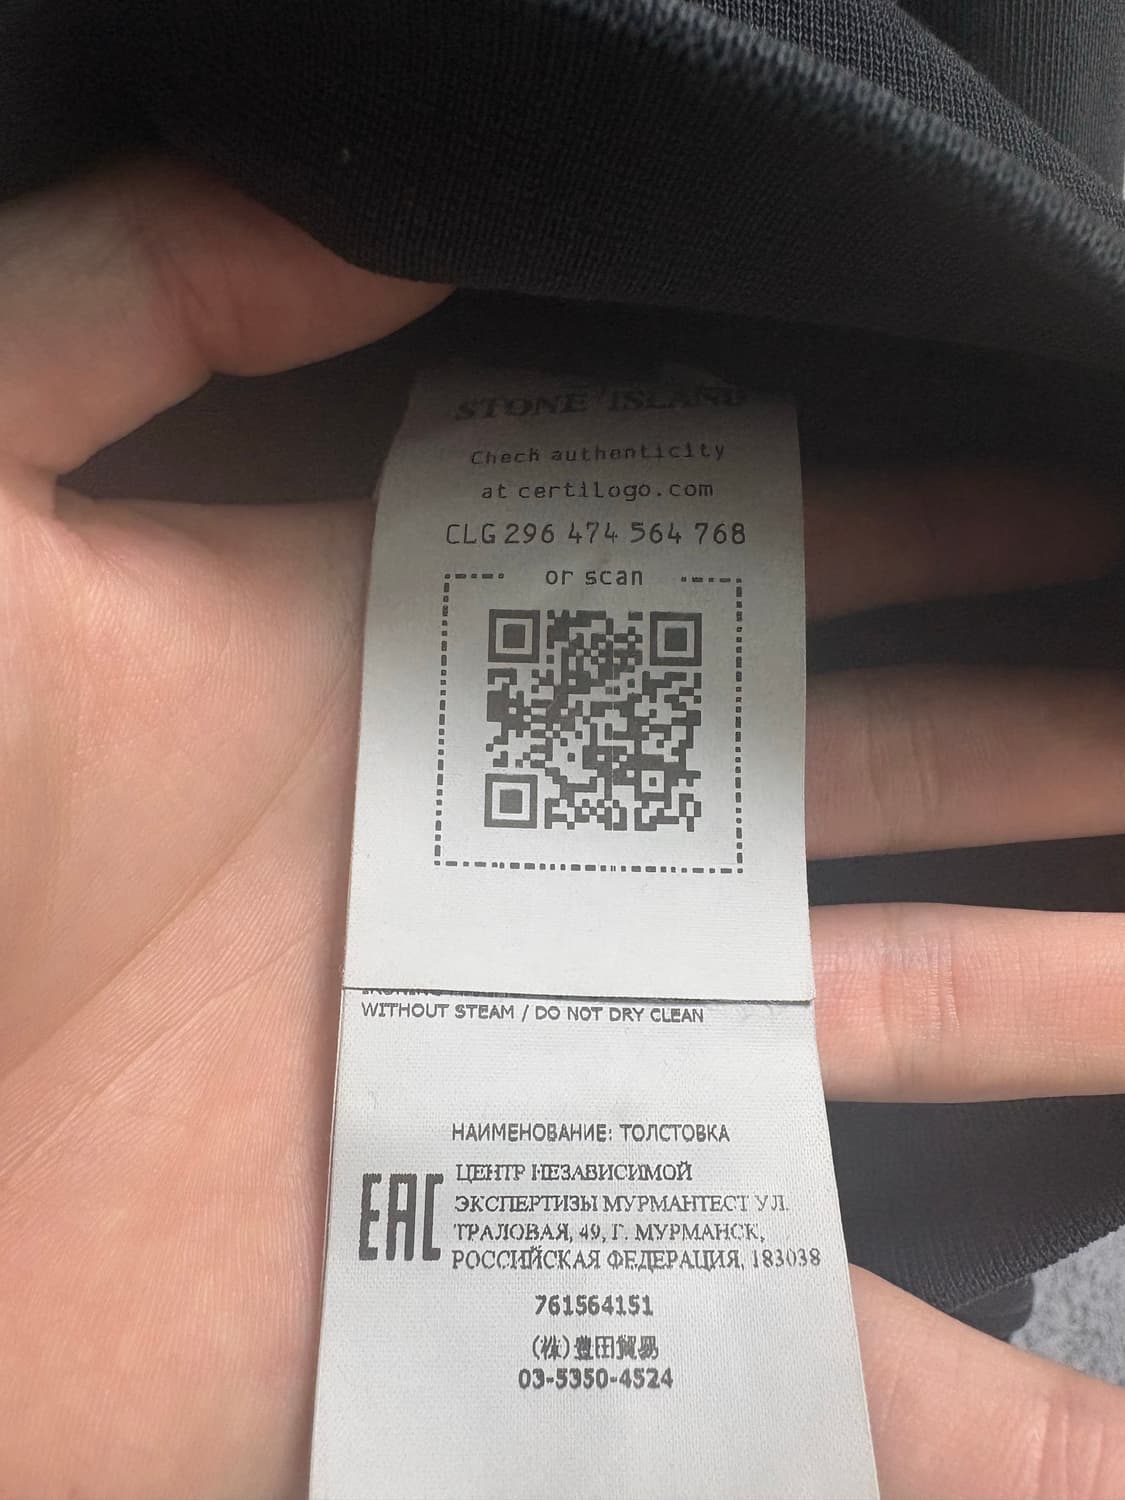 STONE ISLAND
Check authenticity
at certilogo.com
CLG 296 474 564 768
or scan
WITHOUT STEAM / DO NOT DRY CLEAN
НАИМЕНОВАНИЕ: ТОЛСТОВКА
EAC
ЦЕНТР НЕЗАВИСИМОЙ
ЭКСПЕРТИЗЫ МУРМАНТЕСТ УЛ.
ТРАЛОВАЯ, 49, Г. МУРМАНСК,
РОССИЙСКАЯ ФЕДЕРАЦИЯ, 183038
761564151
(株)豊田貿易
03-5350-4524